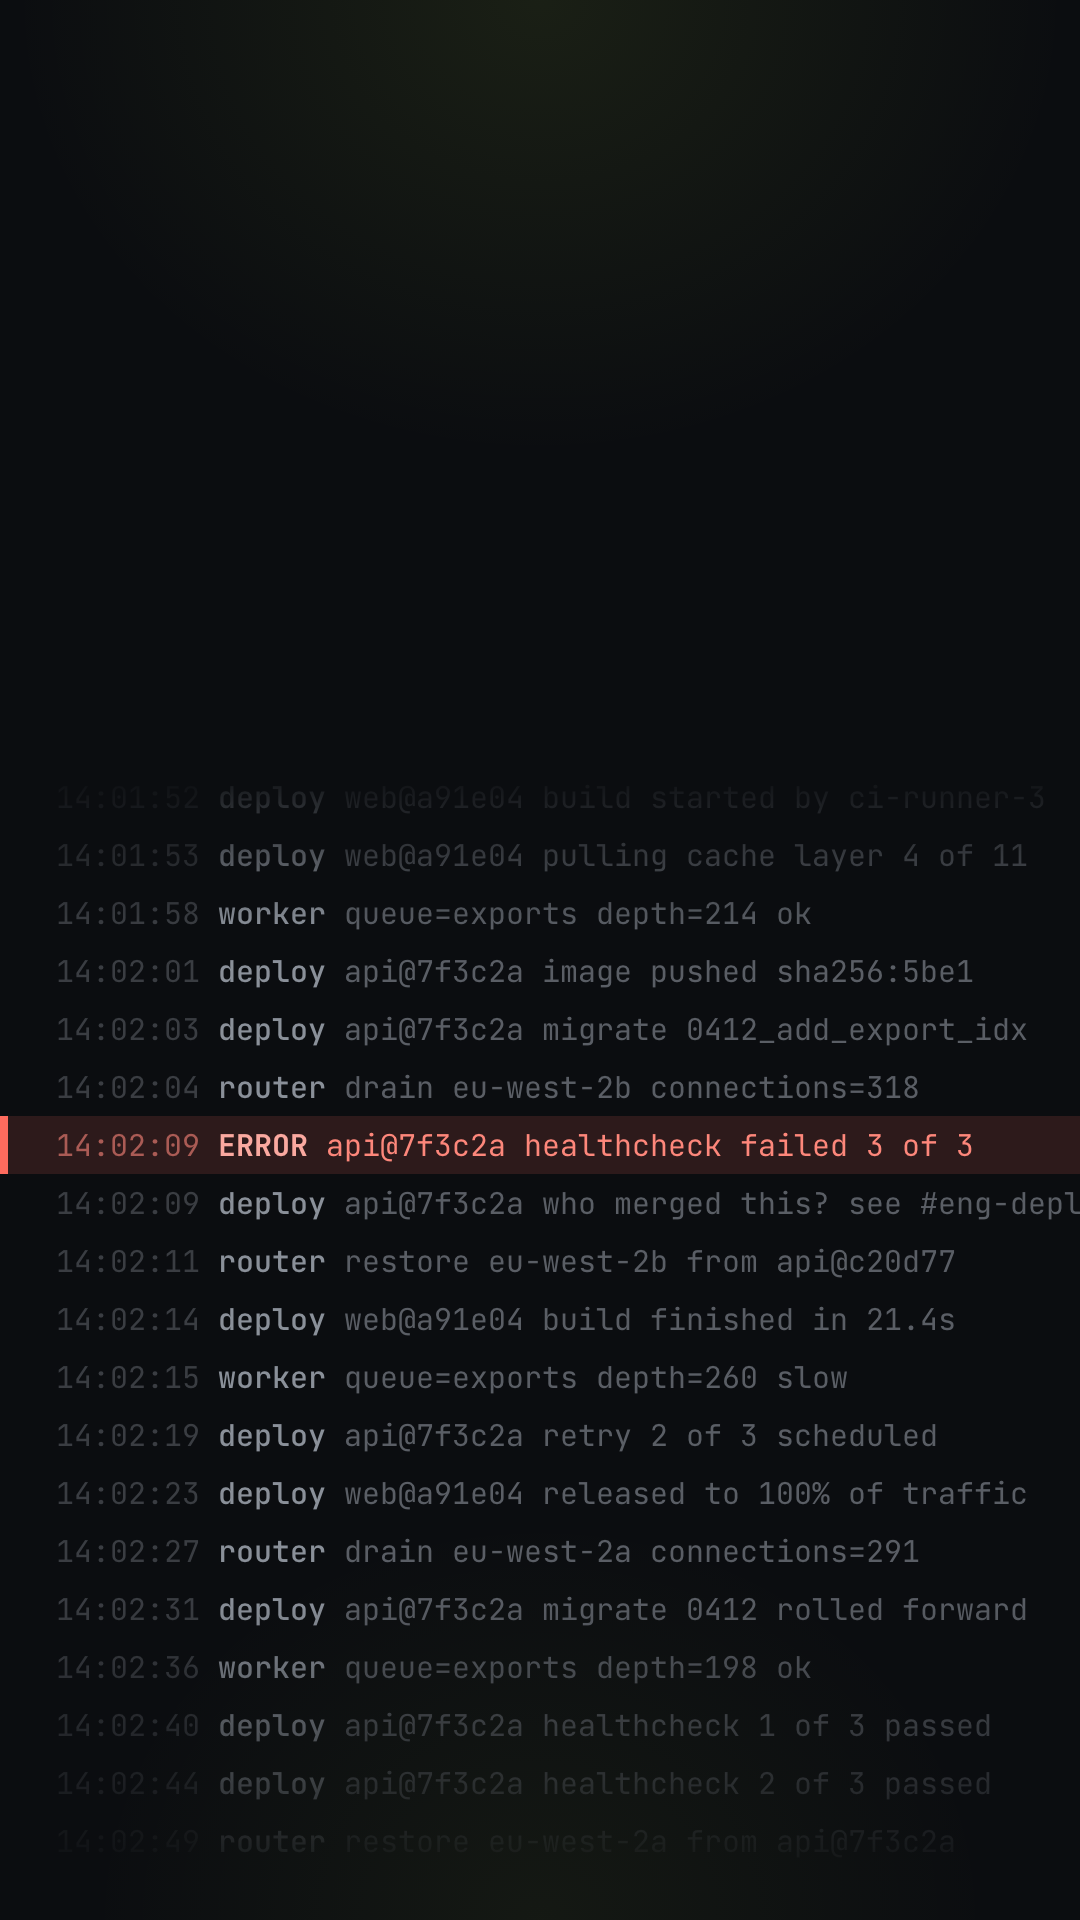 14:01:52 deploy web@a91e04 build started by ci-runner-3
14:01:53 deploy web@a91e04 pulling cache layer 4 of 11
14:01:58 worker queue=exports depth=214 ok
14:02:01 deploy api@7f3c2a image pushed sha256:5be1
14:02:03 deploy api@7f3c2a migrate 0412_add_export_idx
14:02:04 router drain eu-west-2b connections=318
14:02:09 ERROR api@7f3c2a healthcheck failed 3 of 3
14:02:09 deploy api@7f3c2a who merged this? see #eng-depl
14:02:11 router restore eu-west-2b from api@c20d77
14:02:14 deploy web@a91e04 build finished in 21.4s
14:02:15 worker queue=exports depth=260 slow
14:02:19 deploy api@7f3c2a retry 2 of 3 scheduled
14:02:23 deploy web@a91e04 released to 100% of traffic
14:02:27 router drain eu-west-2a connections=291
14:02:31 deploy api@7f3c2a migrate 0412 rolled forward
14:02:36 worker queue=exports depth=198 ok
14:02:40 deploy api@7f3c2a healthcheck 1 of 3 passed
14:02:44 deploy api@7f3c2a healthcheck 2 of 3 passed
14:02:49 router restore eu-west-2a from api@7f3c2a